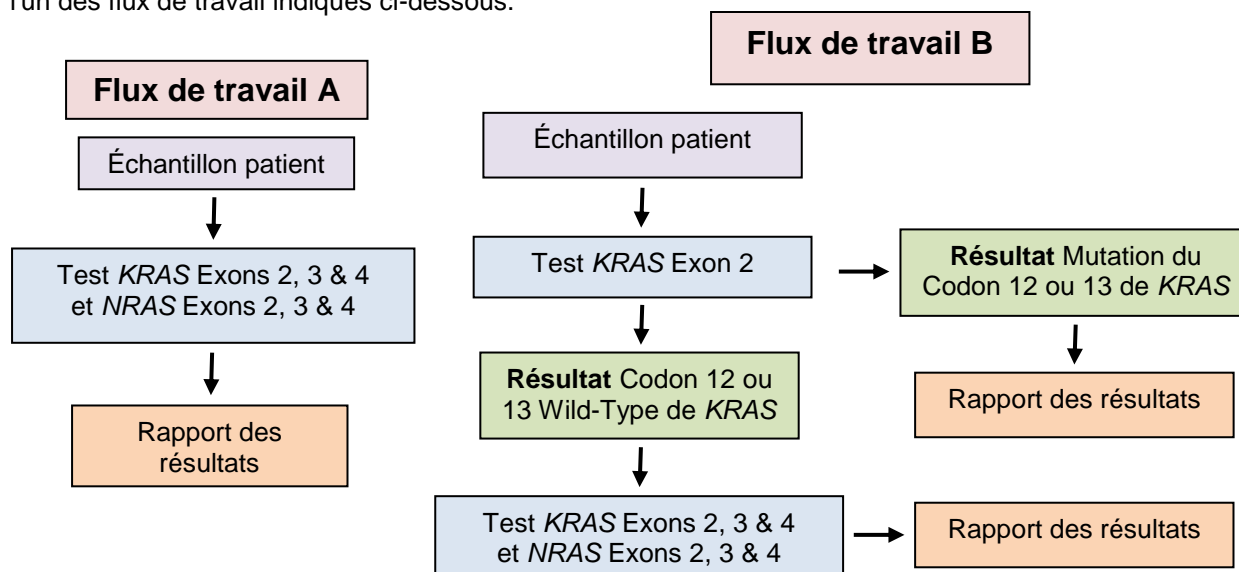 l'un des flux de travail indiqués ci-dessous.
Flux de travail A
Échantillon patient
Test KRAS Exons 2, 3 & 4
et NRAS Exons 2, 3 & 4
Rapport des
résultats
Flux de travail B
Échantillon patient
Test KRAS Exon 2
Résultat Mutation du
Codon 12 ou 13 de KRAS
Rapport des résultats
Résultat Codon 12 ou
13 Wild-Type de KRAS
Test KRAS Exons 2, 3 & 4
et NRAS Exons 2, 3 & 4
Rapport des résultats